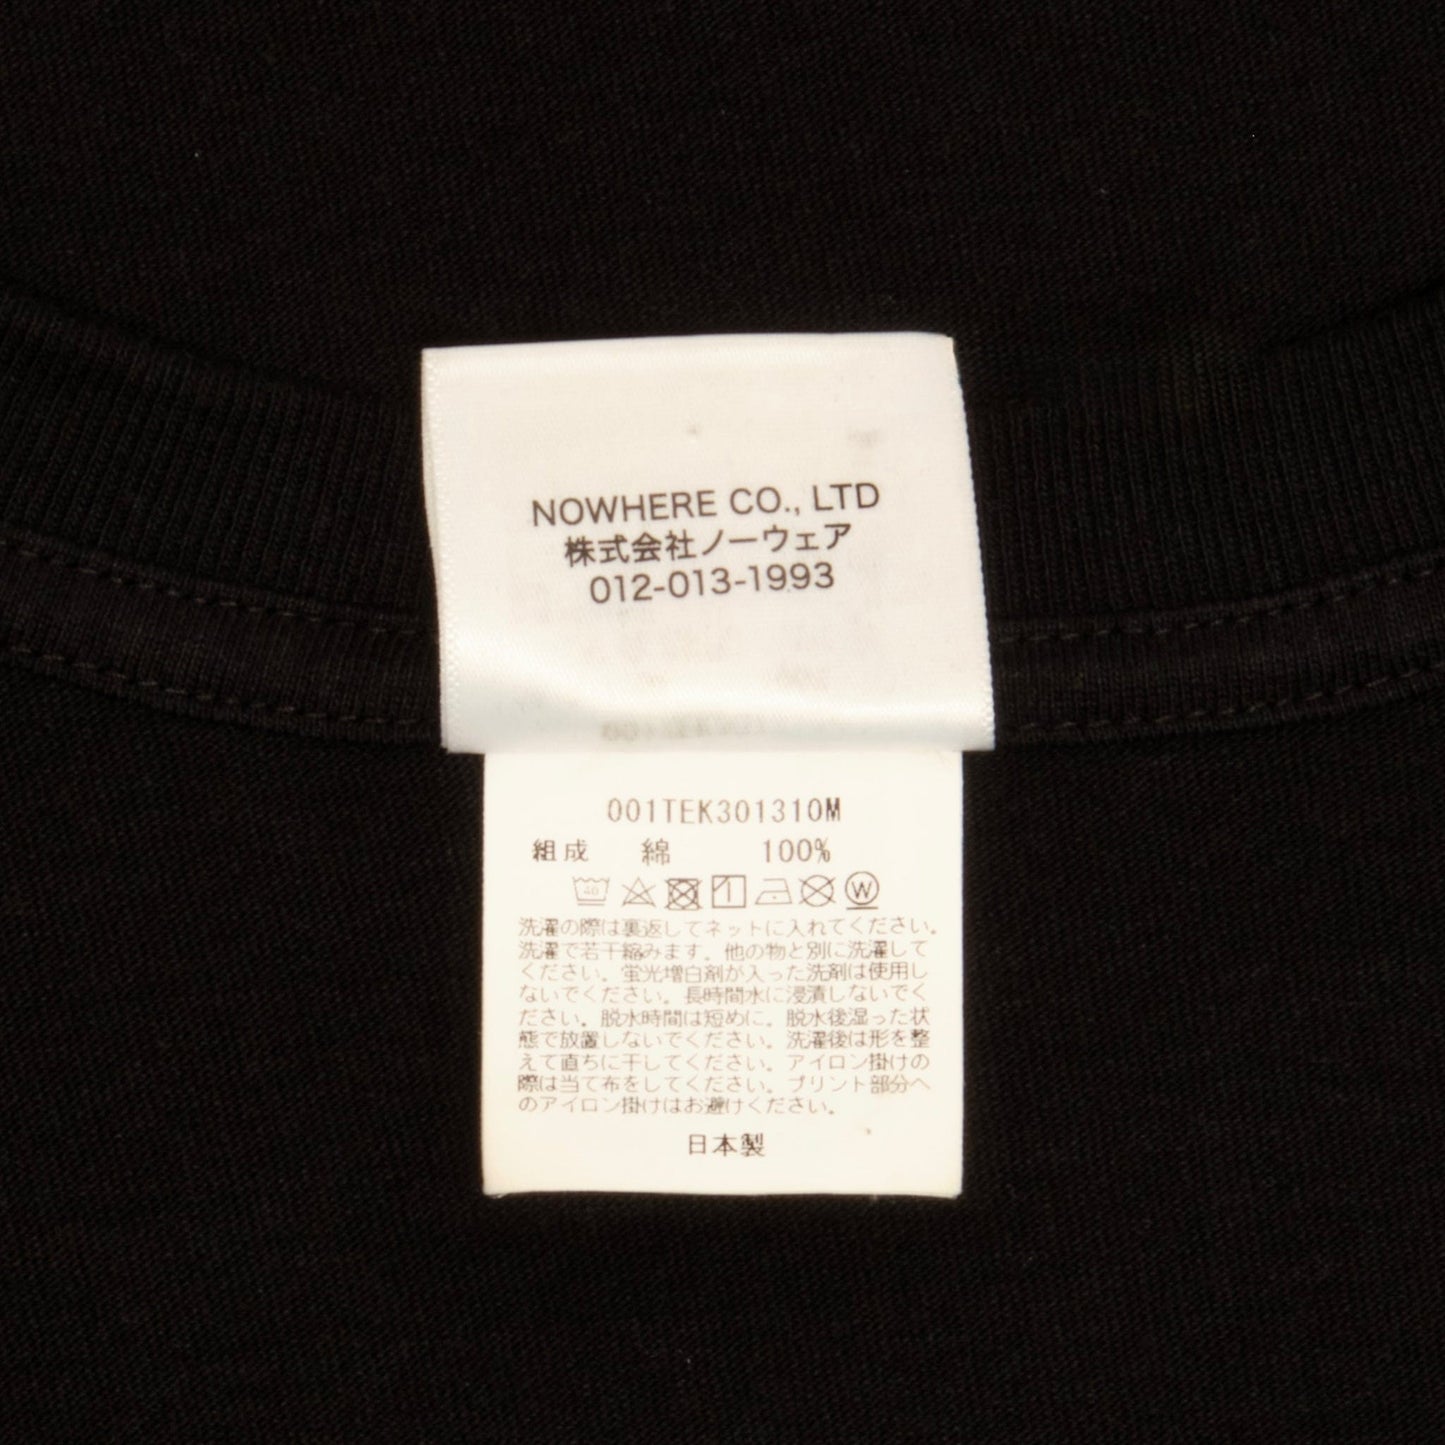 NOWHERE CO., LTD
株式会社ノーウェア
012-013-1993
001TEK301310M
組成 綿 100%
40 W
洗濯の際は裏返してネットに入れてください。
洗濯で若干縮みます。他の物と別に洗濯して
ください。蛍光増白剤が入った洗剤は使用し
ないでください。長時間水に浸漬しないでく
ださい。脱水時間は短めに。脱水後湿った状
態で放置しないでください。洗濯後は形を整
えて直ちに干してください。アイロン掛けの
際は当て布をしてください。プリント部分へ
のアイロン掛けはお避けください。
日本製